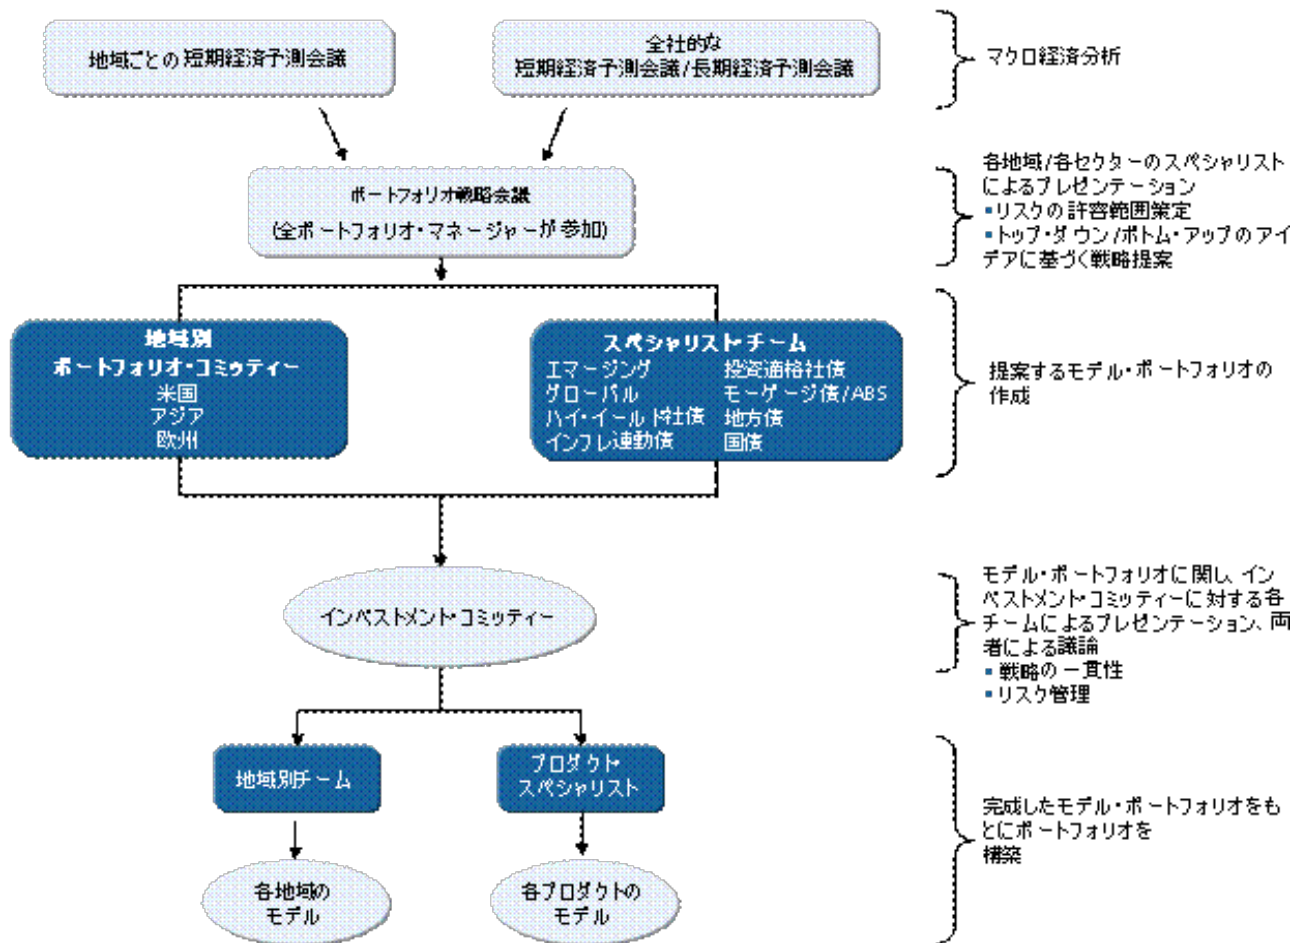 地域ごとの短期経済予測会議
全社的な
短期経済予測会議/長期経済予測会議
マクロ経済分析
ポートフォリオ戦略会議
(全ポートフォリオ・マネージャーが参加)
各地域/各セクターのスペシャリスト
によるプレゼンテーション
▪リスクの許容範囲策定
▪トップ・ダウン/ボトム・アップのアイ
デアに基づく戦略提案
地域別
ポートフォリオ・コミッティー
米国
アジア
欧州
スペシャリスト・チーム
エマージング 投資適格社債
グローバル モーゲージ債/ABS
ハイ・イールド社債 地方債
インフレ連動債 国債
提案するモデル・ポートフォリオの
作成
インベストメント・コミッティー
モデル・ポートフォリオに関し、イン
ベストメント・コミッティーに対する各
チームによるプレゼンテーション、両
者による議論
▪戦略の一貫性
▪リスク管理
地域別チーム
プロダクト・
スペシャリスト
各地域の
モデル
各プロダクトの
モデル
完成したモデル・ポートフォリオをも
とにポートフォリオを
構築